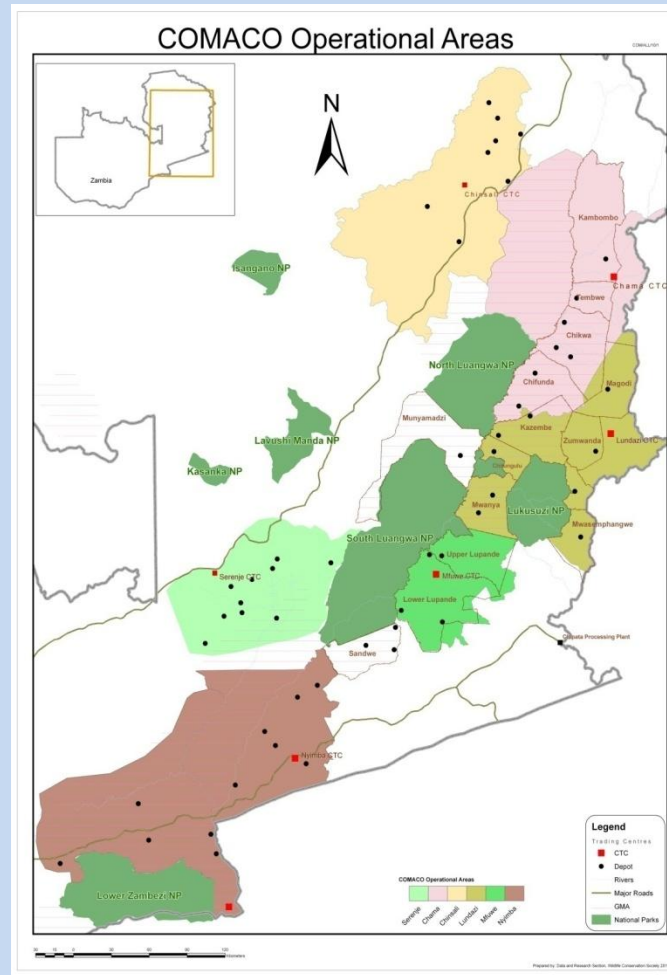 COMACO Operational Areas
Zambia
N
Chinsali CTC
Kambombo
Isangano NP
Chama CTC
Tembwe
Chikwa
North Luangwa NP
Chifunda
Magodi
Munyamadzi
Kazembe
Lavushi Manda NP
Zumwanda
Lundazi CTC
Kasanka NP
Mwanya
Lukusuzi NP
Mwasemphangwe
South Luangwa NP
Upper Lupande
Serenje CTC
Mfuwe CTC
Lower Lupande
Chipata Processing Plant
Sandwe
Nyimba CTC
Lower Zambezi NP
Legend
Trading Centres
CTC
Depot
Rivers
Major Roads
GMA
National Parks
COMACO Operational Areas
Serenje
Chama
Chinsali
Lundazi
Mfuwe
Nyimba
Kilometers